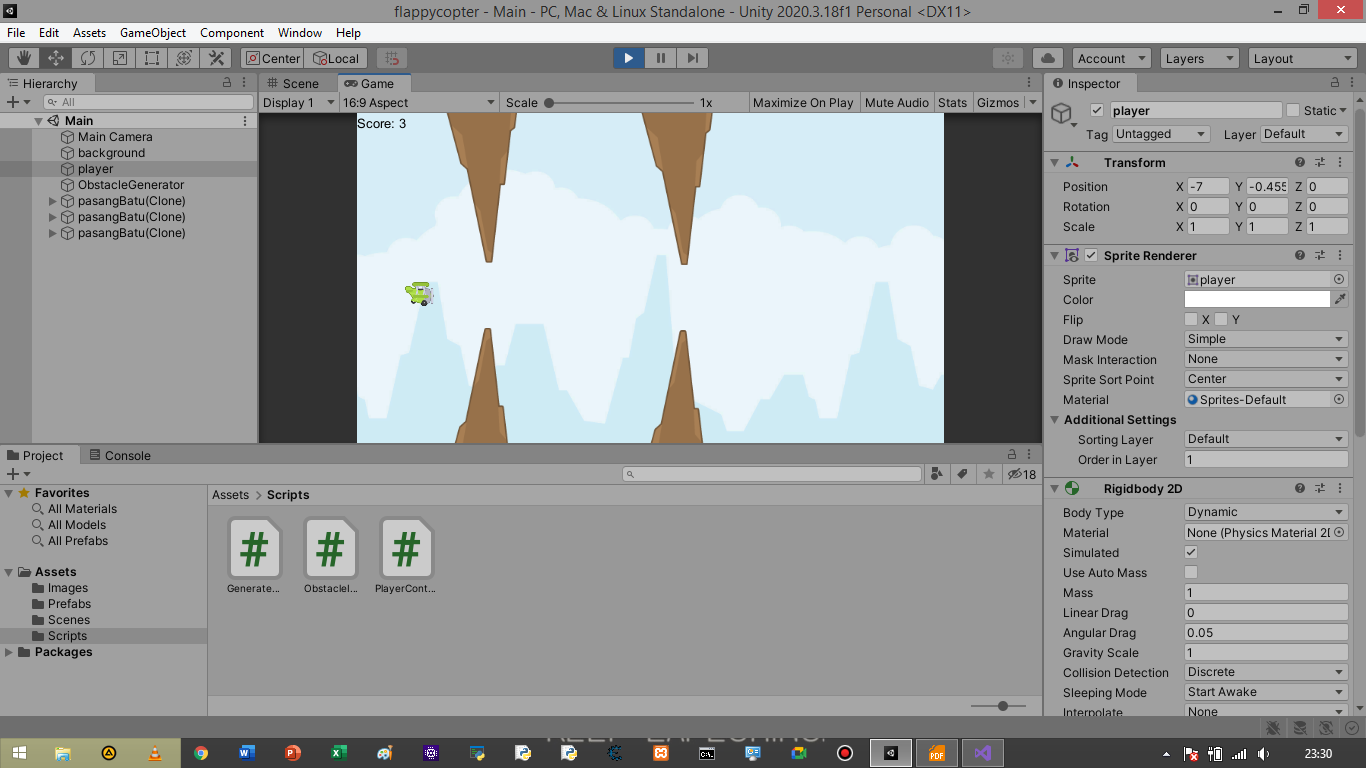 flappycopter - Main - PC, Mac & Linux Standalone - Unity 2020.3.18f1 Personal <DX11>
File Edit Assets GameObject Component Window Help
Center Local Account Layers Layout
Hierarchy
All
Main
Main Camera
background
player
ObstacleGenerator
pasangBatu(Clone)
pasangBatu(Clone)
pasangBatu(Clone)
Scene Game
Display 1 16:9 Aspect Scale 1x Maximize On Play Mute Audio Stats Gizmos
Score: 3
Inspector
player Static
Tag Untagged Layer Default
Transform
Position X -7 Y -0.455 Z 0
Rotation X 0 Y 0 Z 0
Scale X 1 Y 1 Z 1
Sprite Renderer
Sprite player
Color
Flip X Y
Draw Mode Simple
Mask Interaction None
Sprite Sort Point Center
Material Sprites-Default
Additional Settings
Sorting Layer Default
Order in Layer 1
Rigidbody 2D
Body Type Dynamic
Material None (Physics Material 2D
Simulated
Use Auto Mass
Mass 1
Linear Drag 0
Angular Drag 0.05
Gravity Scale 1
Collision Detection Discrete
Sleeping Mode Start Awake
Interpolate None
Project Console
18
Favorites
All Materials
All Models
All Prefabs
Assets
Images
Prefabs
Scenes
Scripts
Packages
Assets > Scripts
Generate... ObstacleI... PlayerCont...
23:30